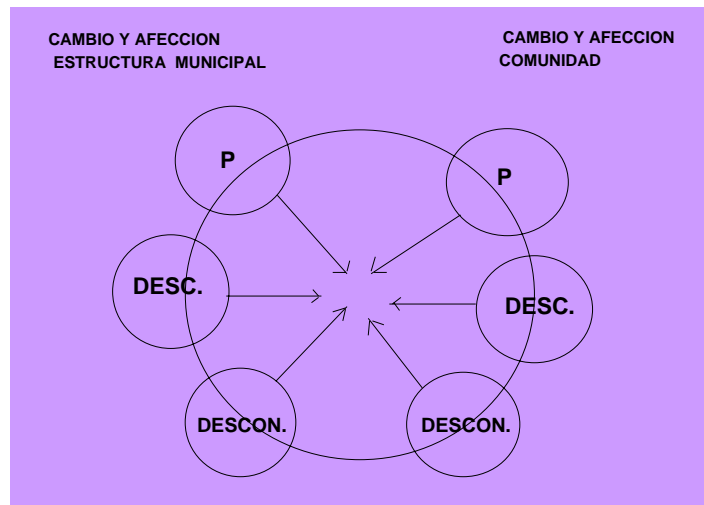 CAMBIO Y AFECCION
ESTRUCTURA MUNICIPAL
CAMBIO Y AFECCION
COMUNIDAD
P
P
DESC.
DESC.
DESCON.
DESCON.